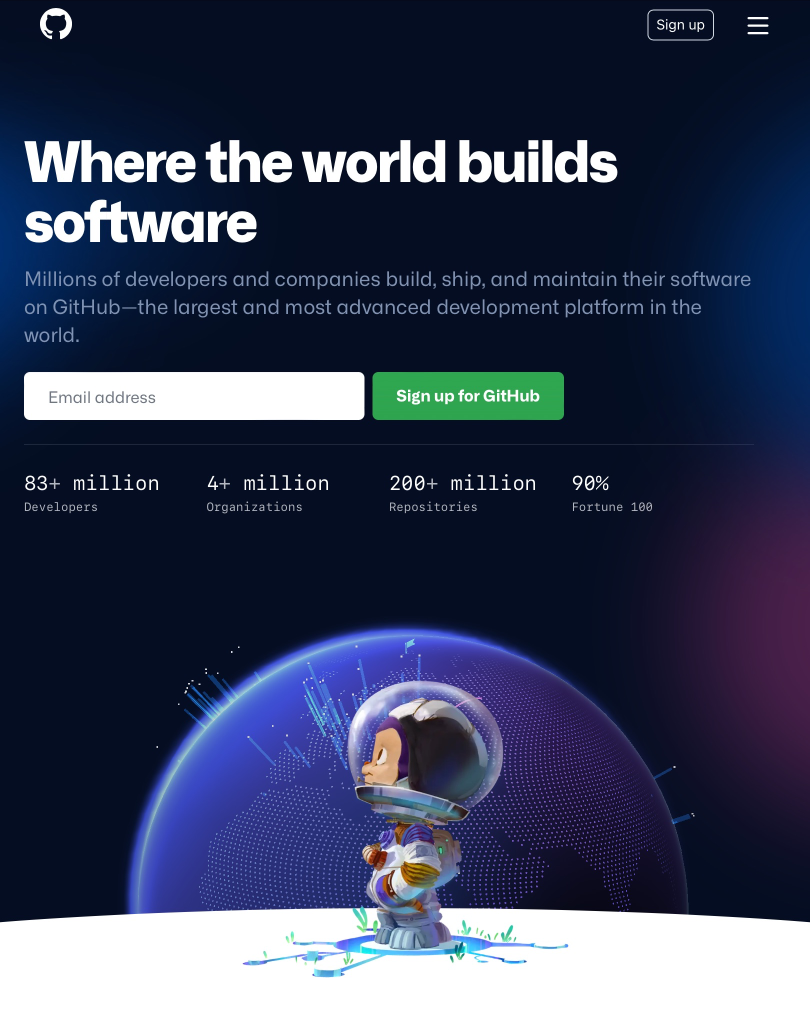 Sign up
Where the world builds
software
Millions of developers and companies build, ship, and maintain their software
on GitHub—the largest and most advanced development platform in the
world.
Email address
Sign up for GitHub
83+ million
Developers
4+ million
Organizations
200+ million
Repositories
90%
Fortune 100